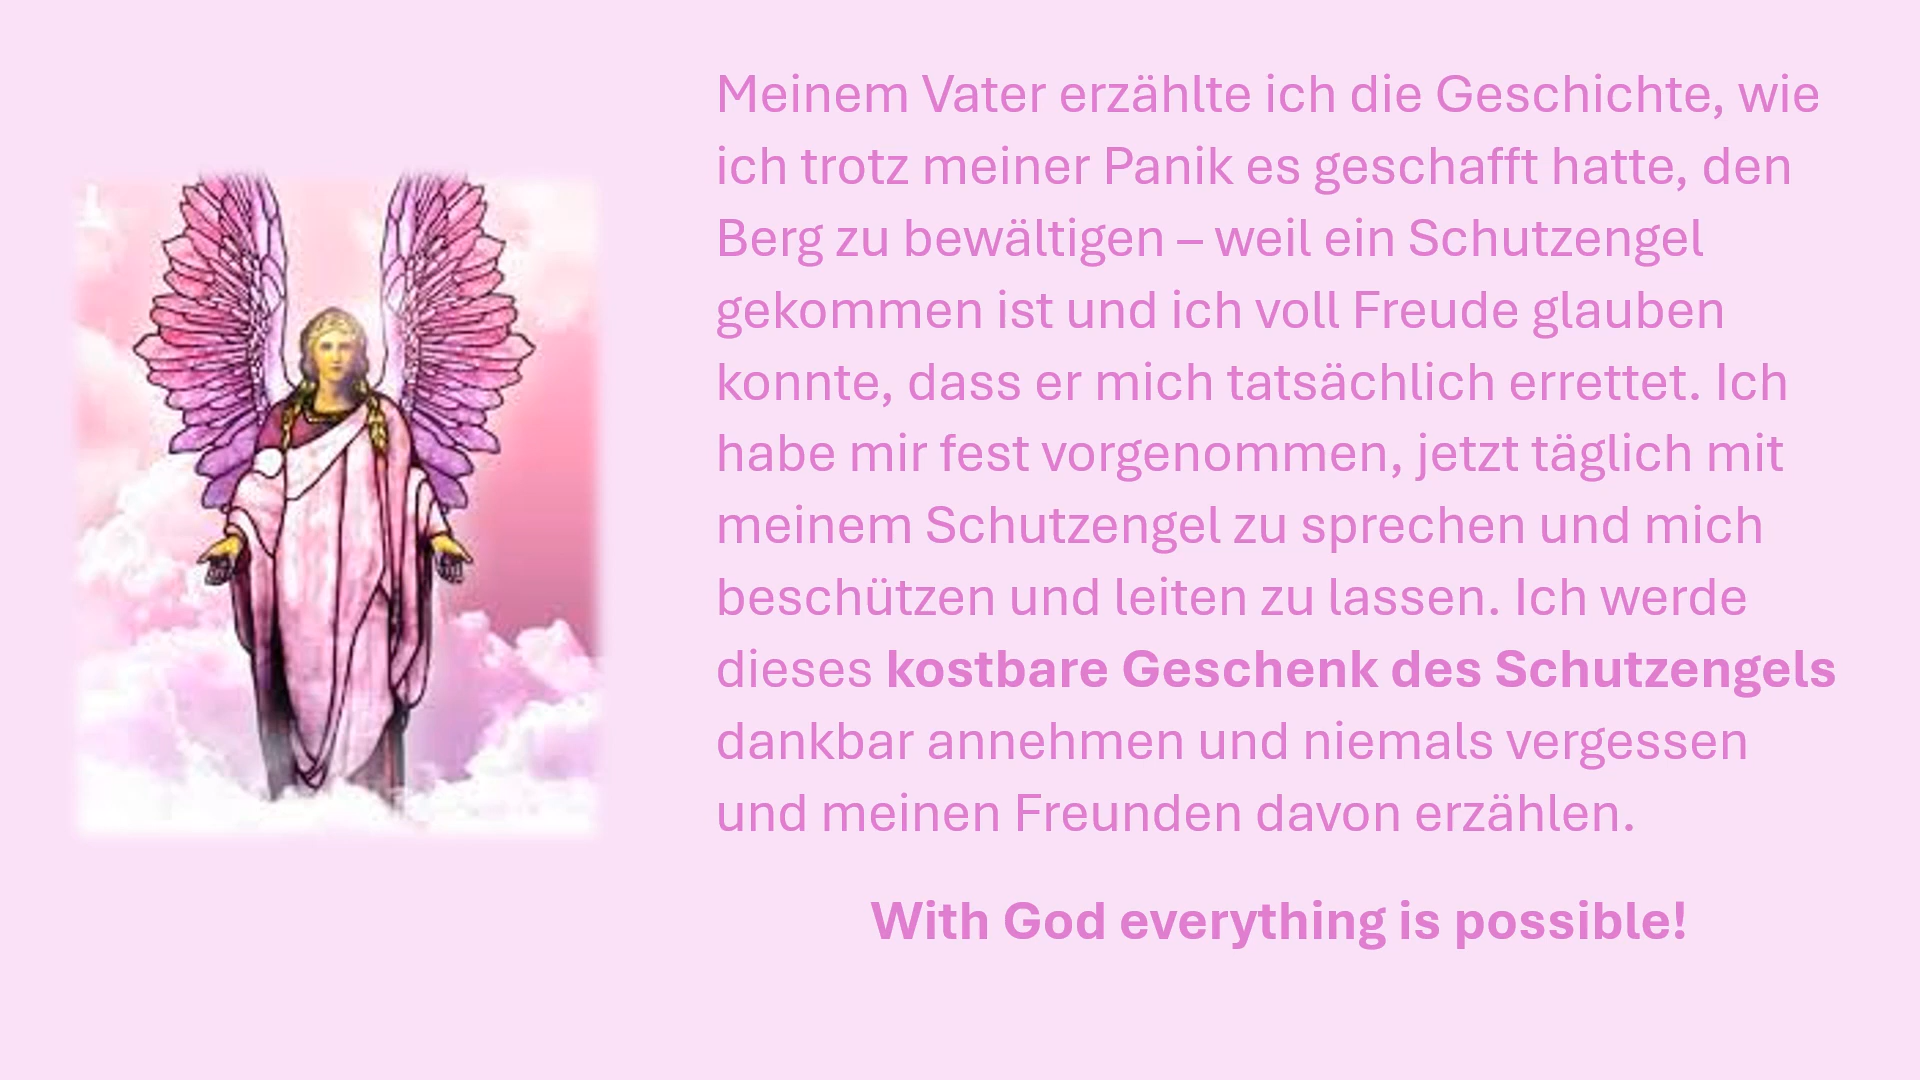 Meinem Vater erzählte ich die Geschichte, wie
ich trotz meiner Panik es geschafft hatte, den
Berg zu bewältigen – weil ein Schutzengel
gekommen ist und ich voll Freude glauben
konnte, dass er mich tatsächlich errettet. Ich
habe mir fest vorgenommen, jetzt täglich mit
meinem Schutzengel zu sprechen und mich
beschützen und leiten zu lassen. Ich werde
dieses kostbare Geschenk des Schutzengels
dankbar annehmen und niemals vergessen
und meinen Freunden davon erzählen.
With God everything is possible!